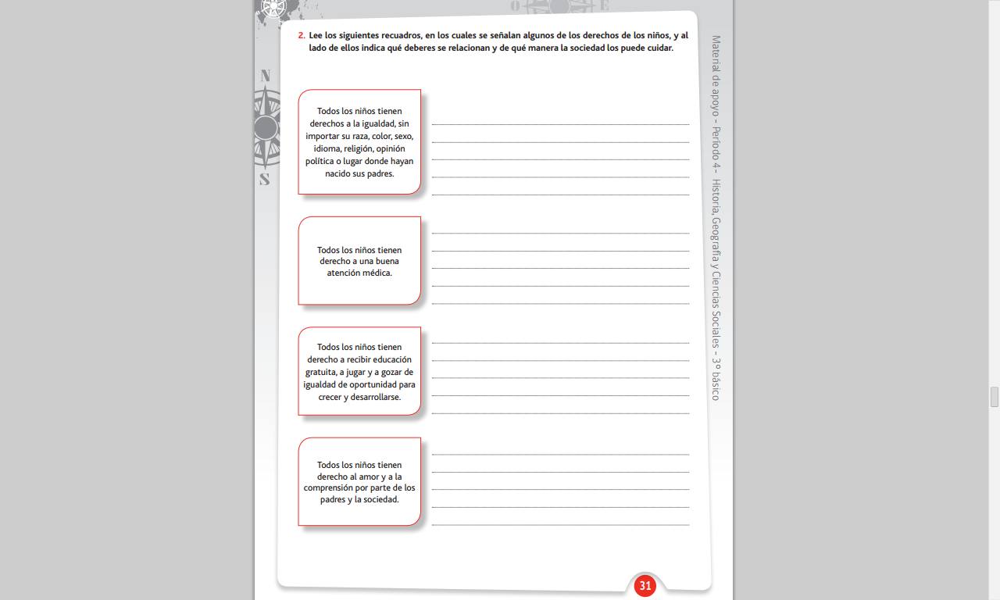 O E
2. Lee los siguientes recuadros, en los cuales se señalan algunos de los derechos de los niños, y al
lado de ellos indica qué deberes se relacionan y de qué manera la sociedad los puede cuidar.
N
S
Todos los niños tienen
derechos a la igualdad, sin
importar su raza, color, sexo,
idioma, religión, opinión
política o lugar donde hayan
nacido sus padres.
Todos los niños tienen
derecho a una buena
atención médica.
Todos los niños tienen
derecho a recibir educación
gratuita, a jugar y a gozar de
igualdad de oportunidad para
crecer y desarrollarse.
Todos los niños tienen
derecho al amor y a la
comprensión por parte de los
padres y la sociedad.
Material de apoyo - Período 4- Historia, Geografía y Ciencias Sociales - 3º básico
31